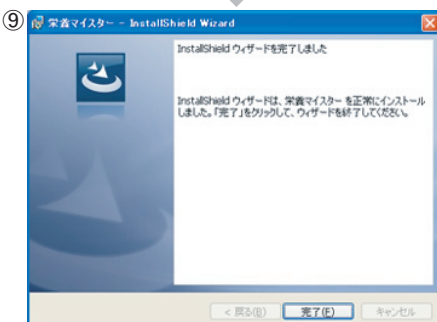 ⑨
栄養マイスター - InstallShield Wizard
InstallShield ウィザードを完了しました
InstallShield ウィザードは、栄養マイスター を正常にインストール
しました。「完了」をクリックして、ウィザードを終了してください。
< 戻る(B)
完了(F)
キャンセル